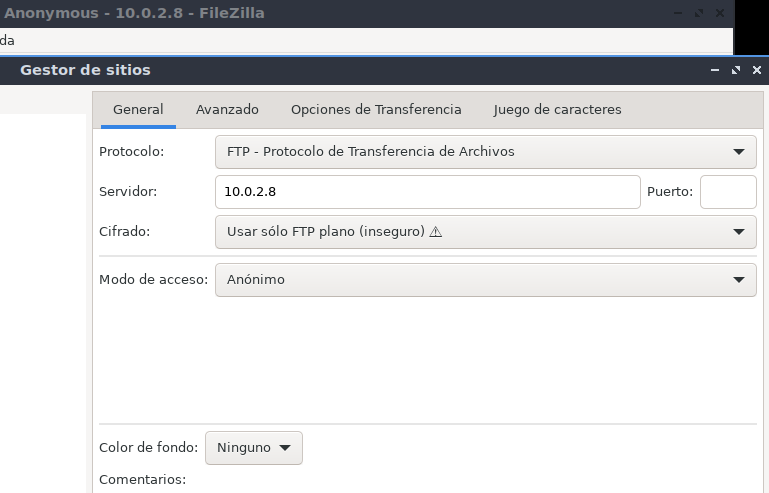 Anonymous - 10.0.2.8 - FileZilla
da
Gestor de sitios
General Avanzado Opciones de Transferencia Juego de caracteres
Protocolo: FTP - Protocolo de Transferencia de Archivos
Servidor: 10.0.2.8 Puerto:
Cifrado: Usar sólo FTP plano (inseguro) ⚠
Modo de acceso: Anónimo
Color de fondo: Ninguno
Comentarios: